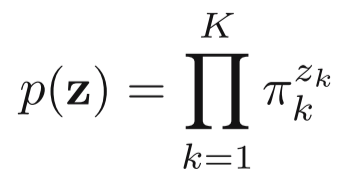 p(𝐳) = ∏_{k=1}^{K} π_k^{z_k}